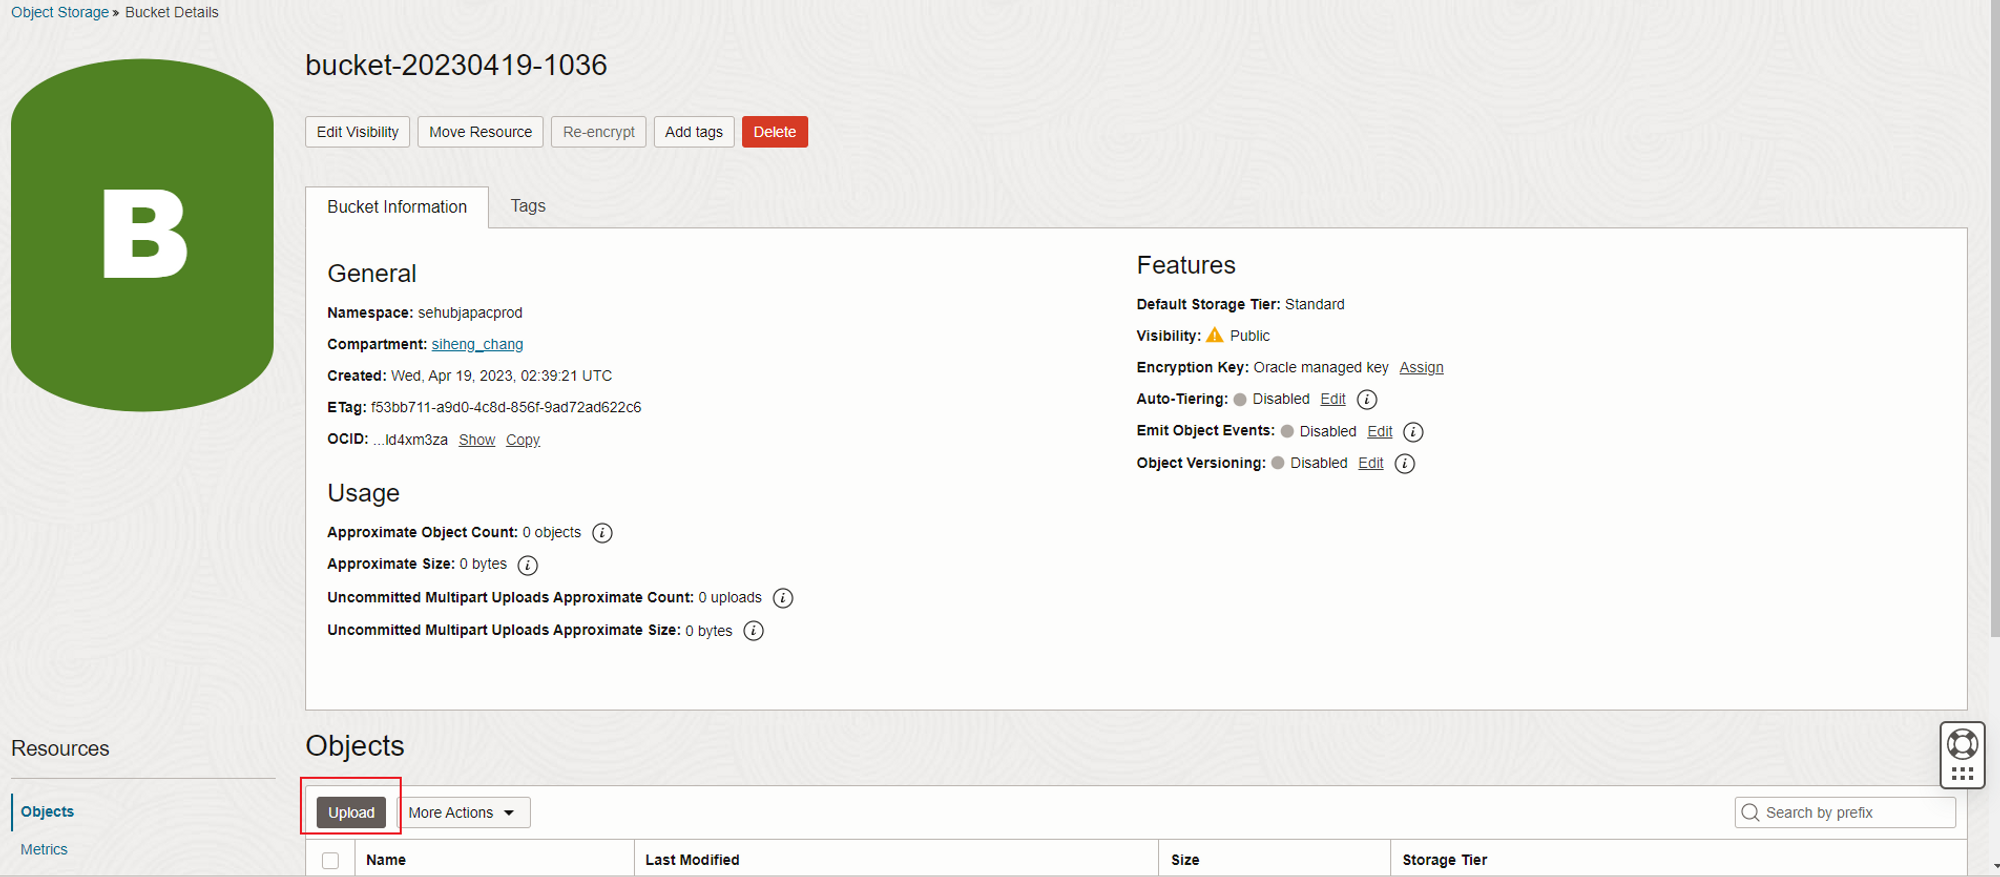 Object Storage » Bucket Details
B
bucket-20230419-1036
Edit Visibility Move Resource Re-encrypt Add tags Delete
Bucket Information Tags
General
Namespace: sehubjapacprod
Compartment: siheng_chang
Created: Wed, Apr 19, 2023, 02:39:21 UTC
ETag: f53bb711-a9d0-4c8d-856f-9ad72ad622c6
OCID: ...ld4xm3za Show Copy
Usage
Approximate Object Count: 0 objects i
Approximate Size: 0 bytes i
Uncommitted Multipart Uploads Approximate Count: 0 uploads i
Uncommitted Multipart Uploads Approximate Size: 0 bytes i
Features
Default Storage Tier: Standard
Visibility: Public
Encryption Key: Oracle managed key Assign
Auto-Tiering: Disabled Edit i
Emit Object Events: Disabled Edit i
Object Versioning: Disabled Edit i
Resources
Objects
Metrics
Objects
Upload More Actions Search by prefix
Name Last Modified Size Storage Tier